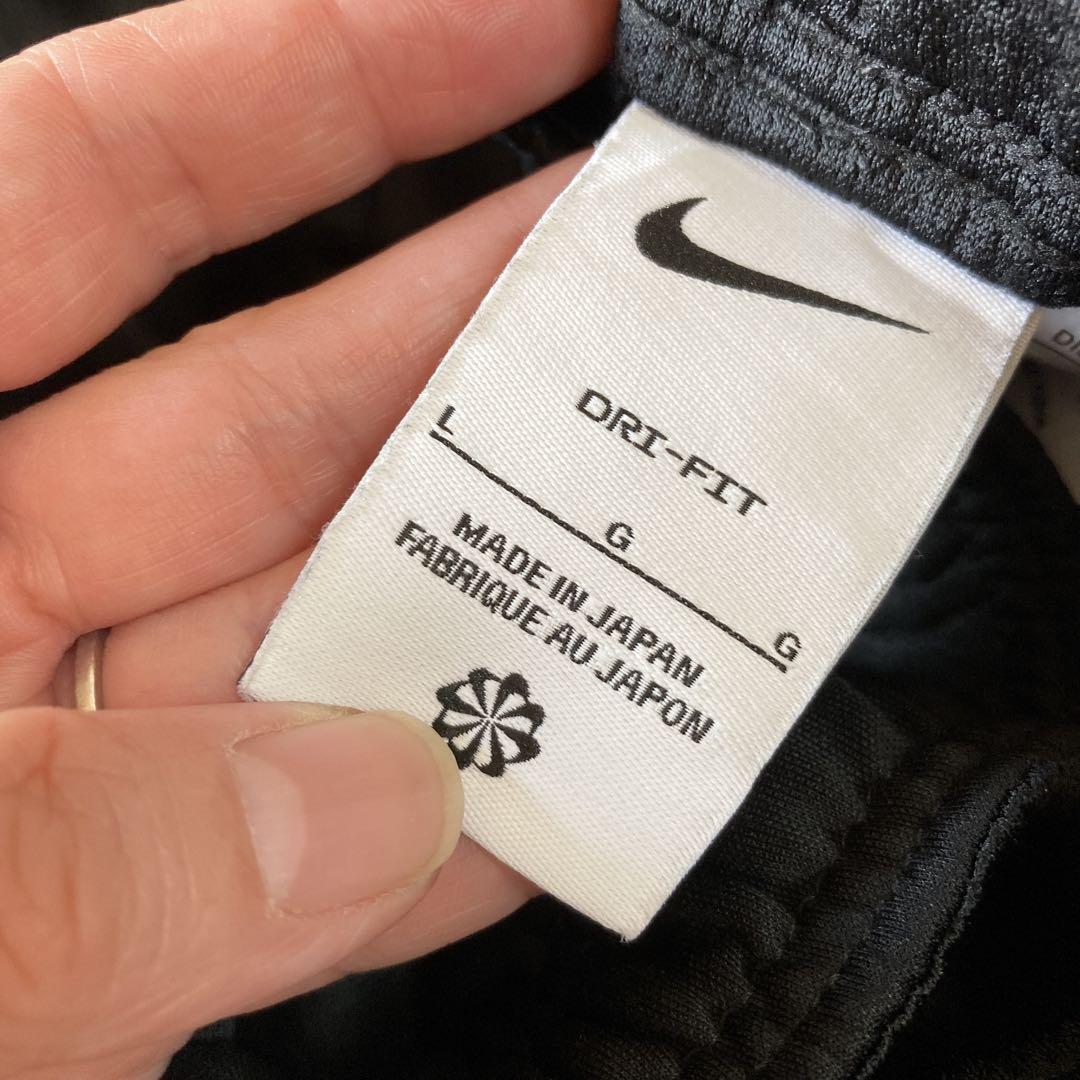 DRI-FIT
L G G
MADE IN JAPAN
FABRIQUE AU JAPON